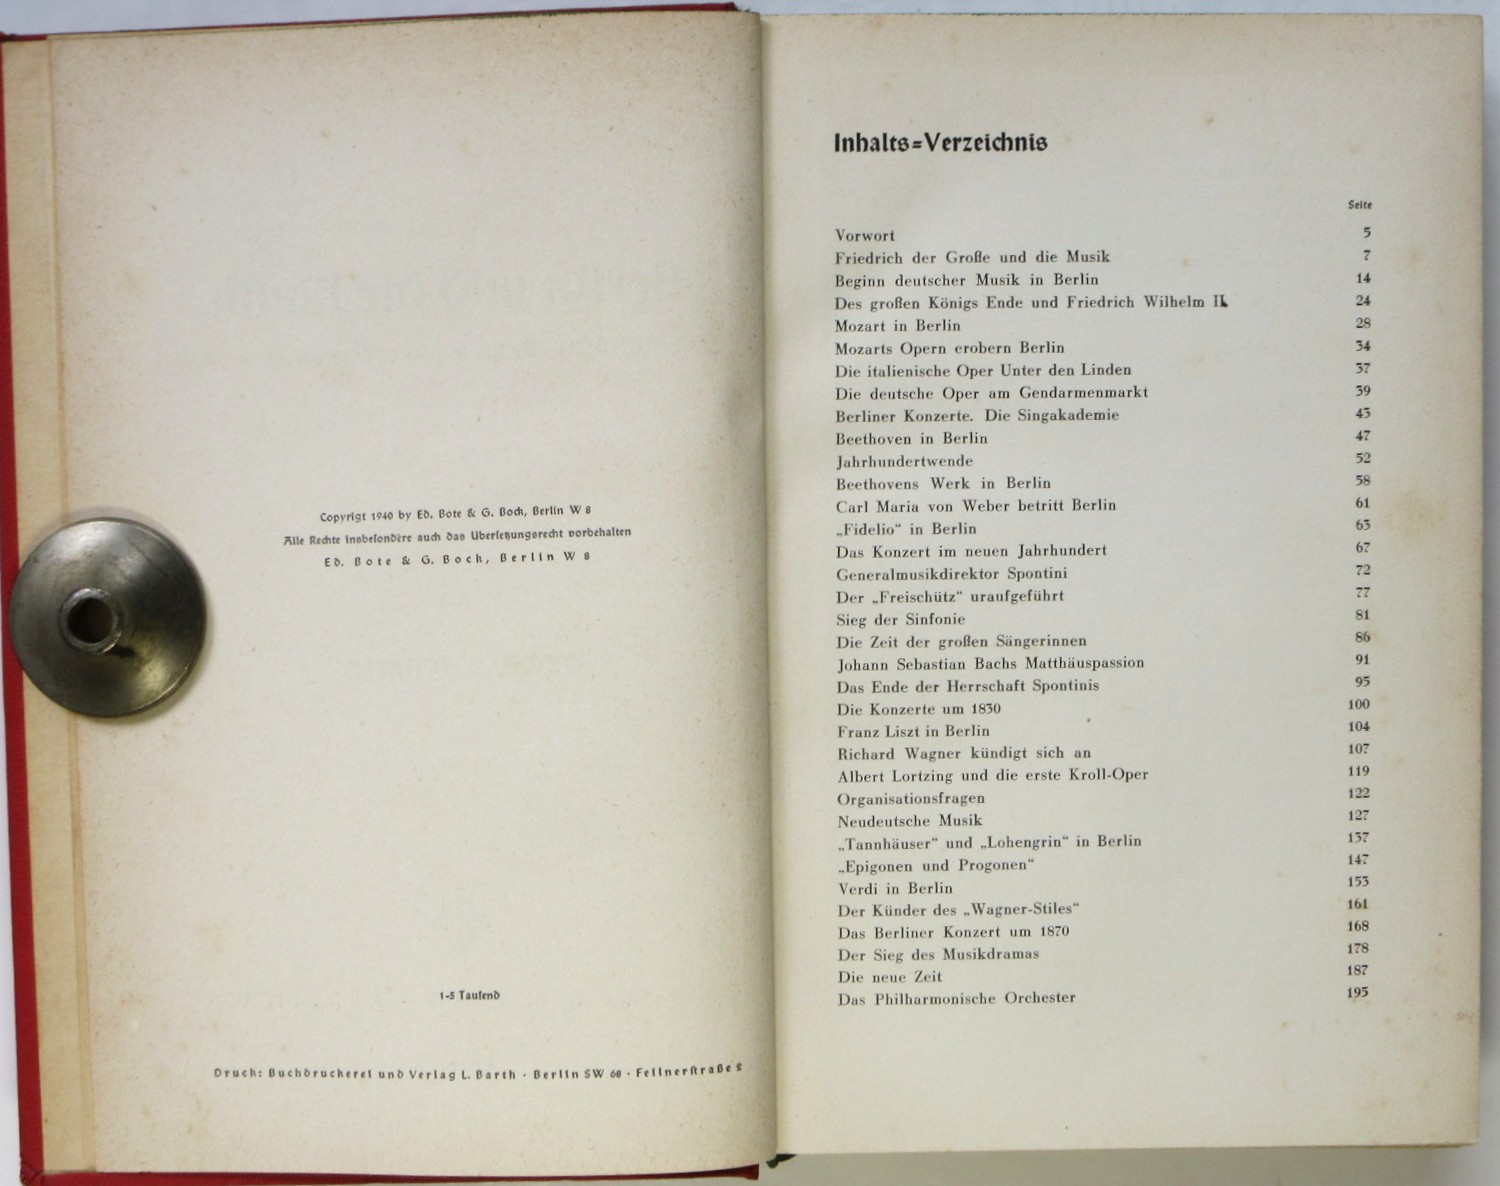 Copyrigt 1940 by Ed. Bote & G. Bock, Berlin W 8
Alle Rechte insbesondere auch das Übersetzungsrecht vorbehalten
Ed. Bote & G. Bock, Berlin W 8
1-5 Tausend
Druck: Buchdruckerei und Verlag L. Barth · Berlin SW 68 · Feilnerstraße
Inhalts=Verzeichnis
Seite
Vorwort 5
Friedrich der Große und die Musik 7
Beginn deutscher Musik in Berlin 14
Des großen Königs Ende und Friedrich Wilhelm II. 24
Mozart in Berlin 28
Mozarts Opern erobern Berlin 34
Die italienische Oper Unter den Linden 37
Die deutsche Oper am Gendarmenmarkt 39
Berliner Konzerte. Die Singakademie 43
Beethoven in Berlin 47
Jahrhundertwende 52
Beethovens Werk in Berlin 58
Carl Maria von Weber betritt Berlin 61
„Fidelio“ in Berlin 63
Das Konzert im neuen Jahrhundert 67
Generalmusikdirektor Spontini 72
Der „Freischütz“ uraufgeführt 77
Sieg der Sinfonie 81
Die Zeit der großen Sängerinnen 86
Johann Sebastian Bachs Matthäuspassion 91
Das Ende der Herrschaft Spontinis 95
Die Konzerte um 1830 100
Franz Liszt in Berlin 104
Richard Wagner kündigt sich an 107
Albert Lortzing und die erste Kroll-Oper 119
Organisationsfragen 122
Neudeutsche Musik 127
„Tannhäuser“ und „Lohengrin“ in Berlin 137
„Epigonen und Progonen“ 147
Verdi in Berlin 153
Der Künder des „Wagner-Stiles“ 161
Das Berliner Konzert um 1870 168
Der Sieg des Musikdramas 178
Die neue Zeit 187
Das Philharmonische Orchester 195